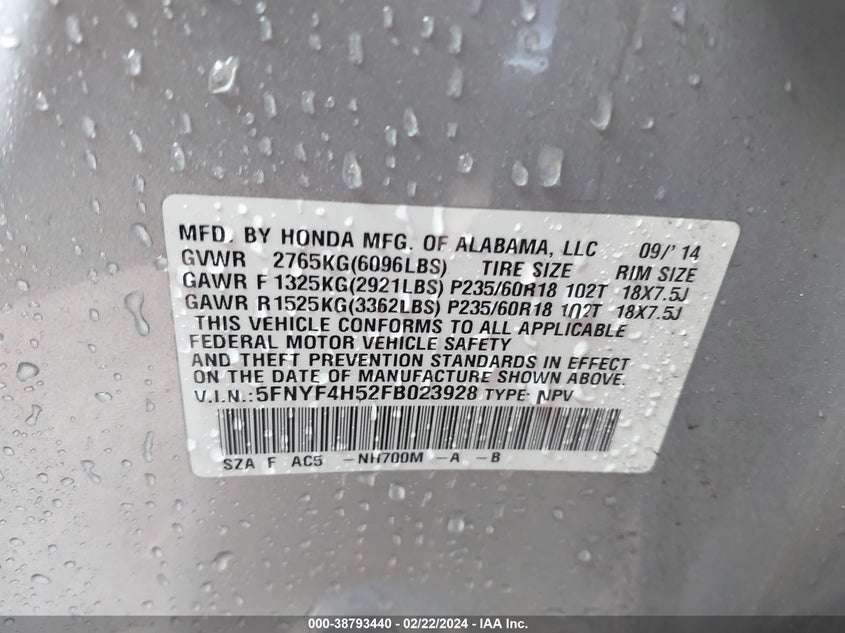 MFD. BY HONDA MFG. OF ALABAMA, LLC 09/'14
GVWR 2765KG(6096LBS) TIRE SIZE RIM SIZE
GAWR F 1325KG(2921LBS) P235/60R18 102T 18X7.5J
GAWR R 1525KG(3362LBS) P235/60R18 102T 18X7.5J
THIS VEHICLE CONFORMS TO ALL APPLICABLE
FEDERAL MOTOR VEHICLE SAFETY
AND THEFT PREVENTION STANDARDS IN EFFECT
ON THE DATE OF MANUFACTURE SHOWN ABOVE.
V.I.N.:5FNYF4H52FB023928 TYPE: MPV
SZA F AC5 -NH700M -A -B
000-38793440 - 02/22/2024 - IAA Inc.